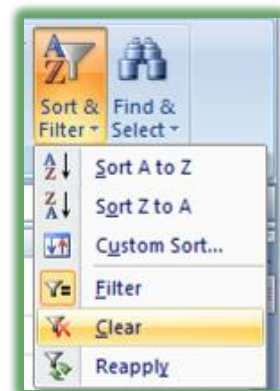 Sort & Find &
Filter Select
Sort A to Z
Sort Z to A
Custom Sort...
Filter
Clear
Reapply